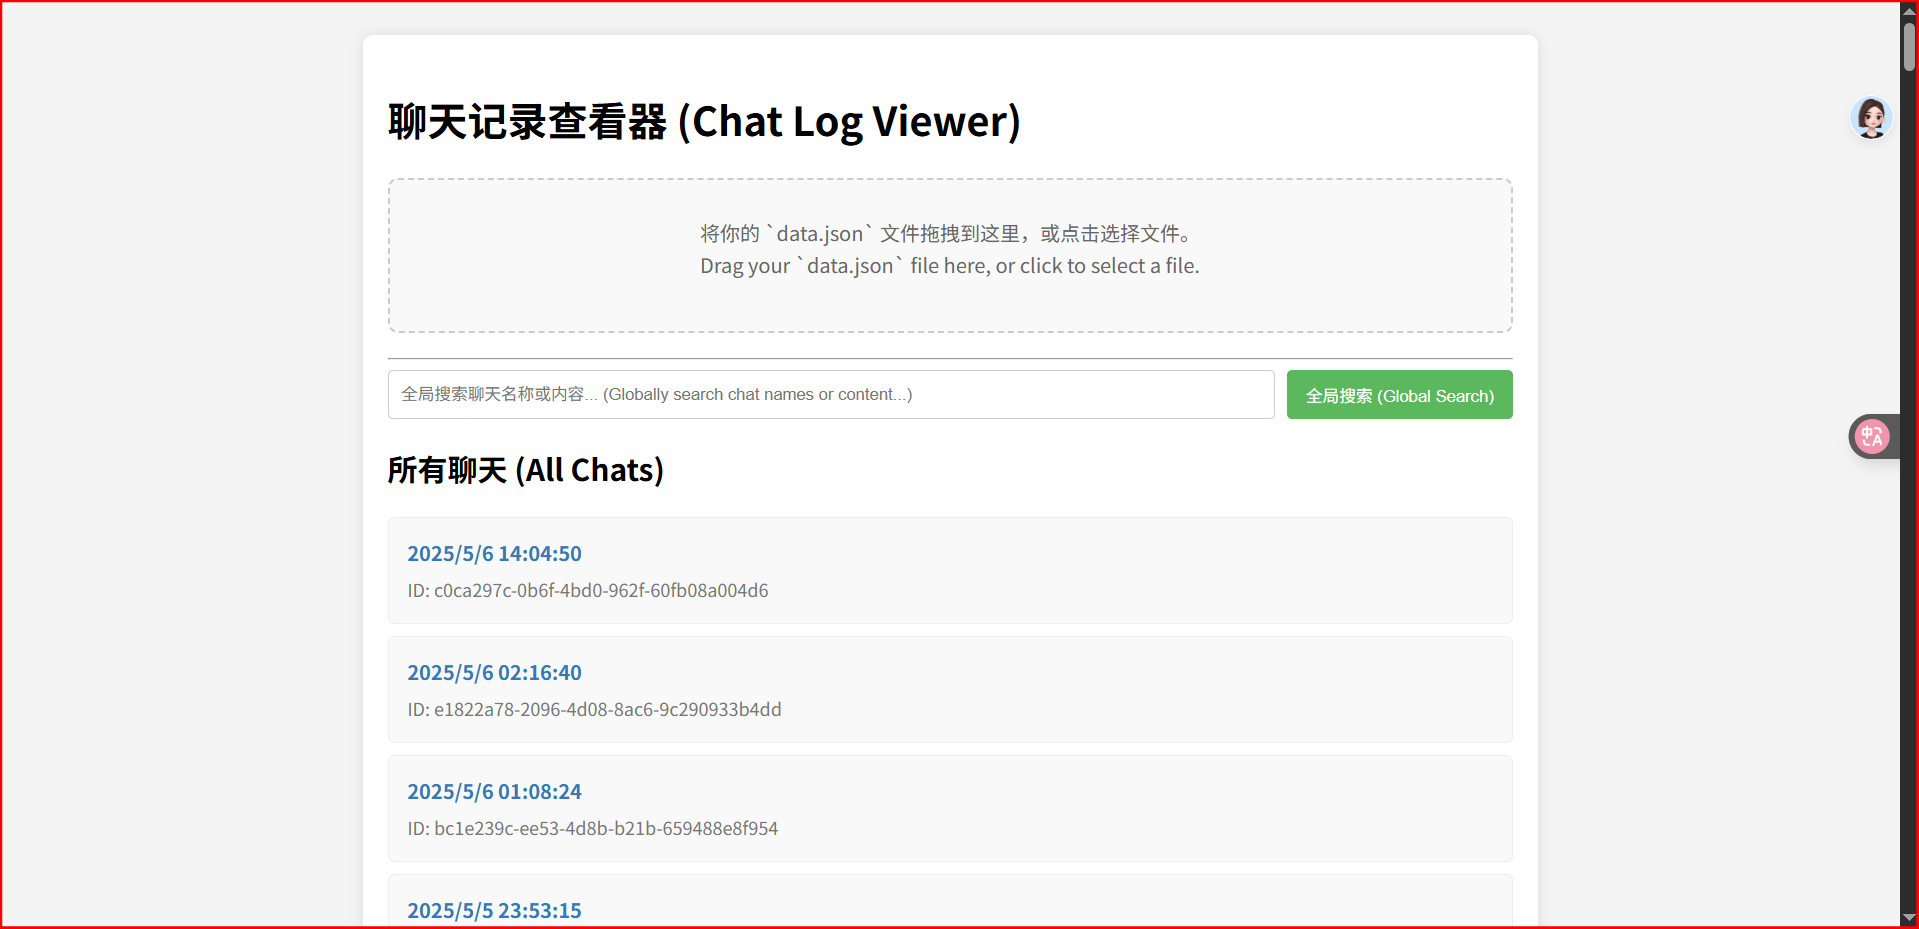 聊天记录查看器 (Chat Log Viewer)
将你的 `data.json` 文件拖拽到这里，或点击选择文件。
Drag your `data.json` file here, or click to select a file.
全局搜索聊天名称或内容... (Globally search chat names or content...)
全局搜索 (Global Search)
所有聊天 (All Chats)
2025/5/6 14:04:50
ID: c0ca297c-0b6f-4bd0-962f-60fb08a004d6
2025/5/6 02:16:40
ID: e1822a78-2096-4d08-8ac6-9c290933b4dd
2025/5/6 01:08:24
ID: bc1e239c-ee53-4d8b-b21b-659488e8f954
2025/5/5 23:53:15
中A